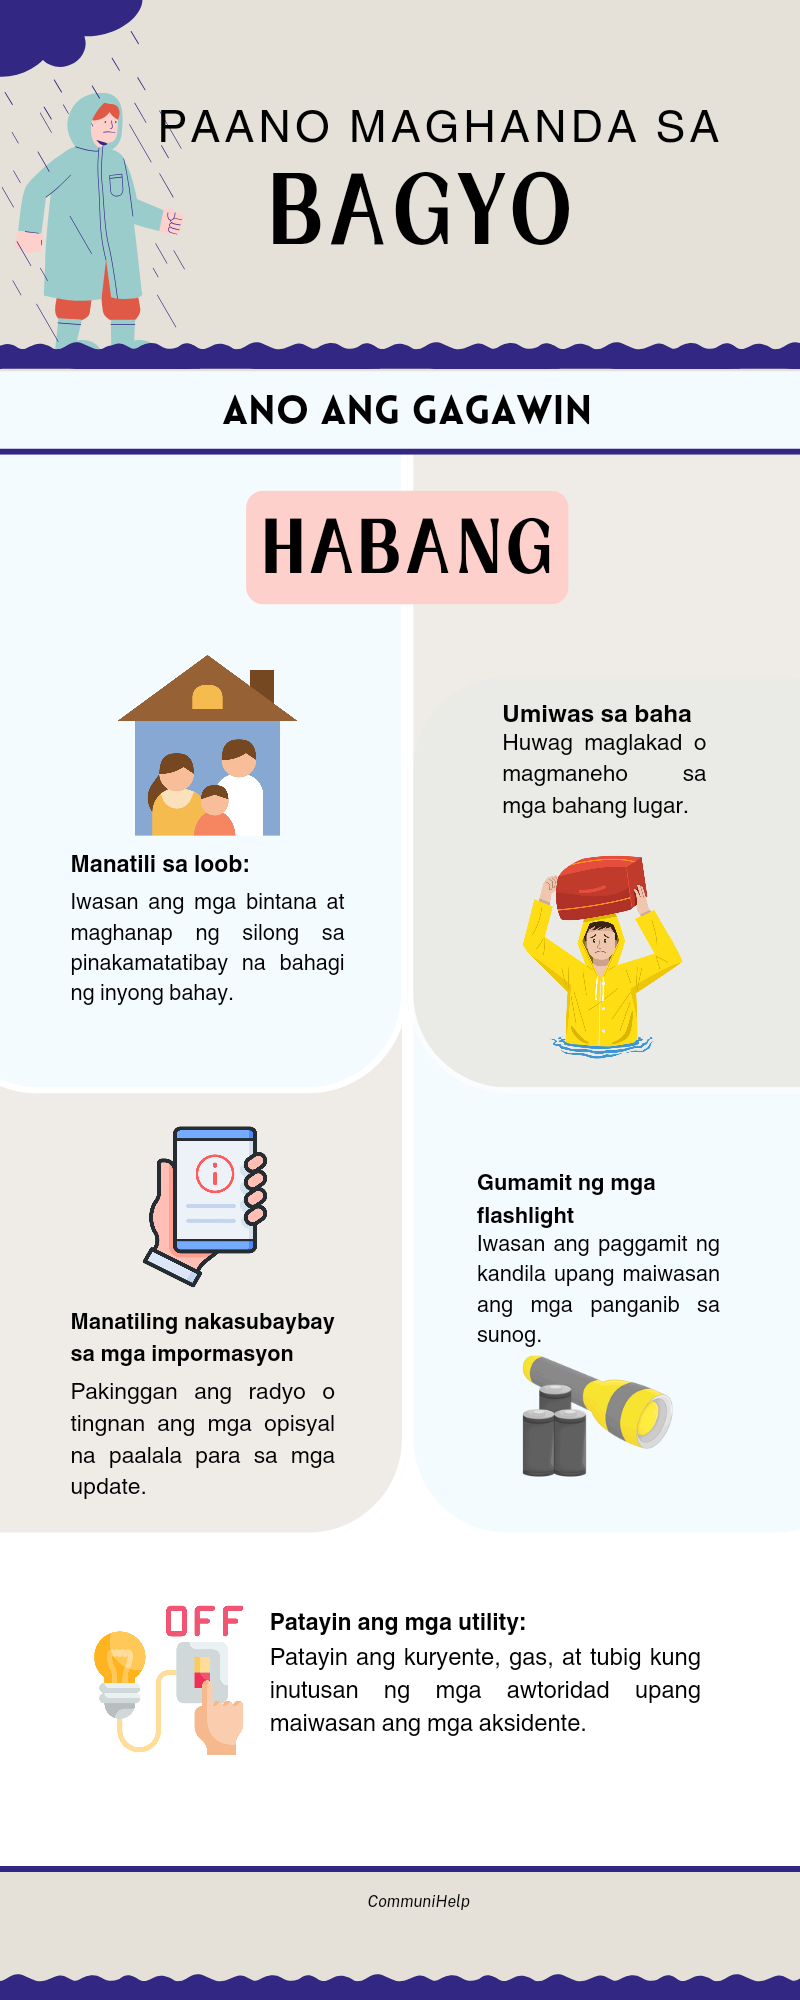 PAANO MAGHANDA SA
BAGYO
ANO ANG GAGAWIN
HABANG
Manatili sa loob:
Iwasan ang mga bintana at
maghanap ng silong sa
pinakamatatibay na bahagi
ng inyong bahay.
Umiwas sa baha
Huwag maglakad o
magmaneho sa
mga bahang lugar.
Manatiling nakasubaybay
sa mga impormasyon
Pakinggan ang radyo o
tingnan ang mga opisyal
na paalala para sa mga
update.
Gumamit ng mga
flashlight
Iwasan ang paggamit ng
kandila upang maiwasan
ang mga panganib sa
sunog.
OFF
Patayin ang mga utility:
Patayin ang kuryente, gas, at tubig kung
inutusan ng mga awtoridad upang
maiwasan ang mga aksidente.
CommuniHelp